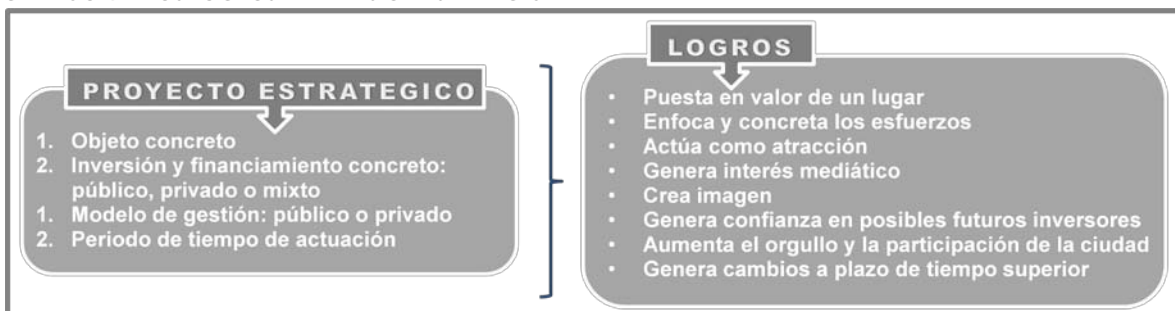 PROYECTO ESTRATEGICO
1. Objeto concreto
2. Inversión y financiamiento concreto:
público, privado o mixto
1. Modelo de gestión: público o privado
2. Periodo de tiempo de actuación
LOGROS
• Puesta en valor de un lugar
• Enfoca y concreta los esfuerzos
• Actúa como atracción
• Genera interés mediático
• Crea imagen
• Genera confianza en posibles futuros inversores
• Aumenta el orgullo y la participación de la ciudad
• Genera cambios a plazo de tiempo superior